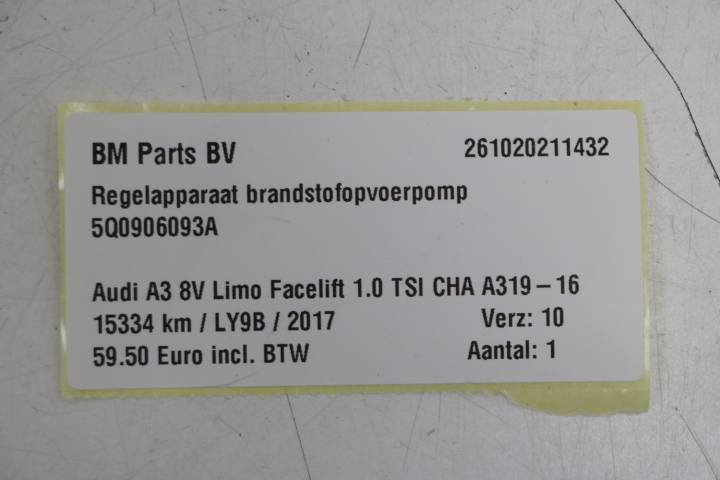 BM Parts BV 261020211432
Regelapparaat brandstofopvoerpomp
5Q0906093A
Audi A3 8V Limo Facelift 1.0 TSI CHA A319-16
15334 km / LY9B / 2017 Verz: 10
59.50 Euro incl. BTW Aantal: 1